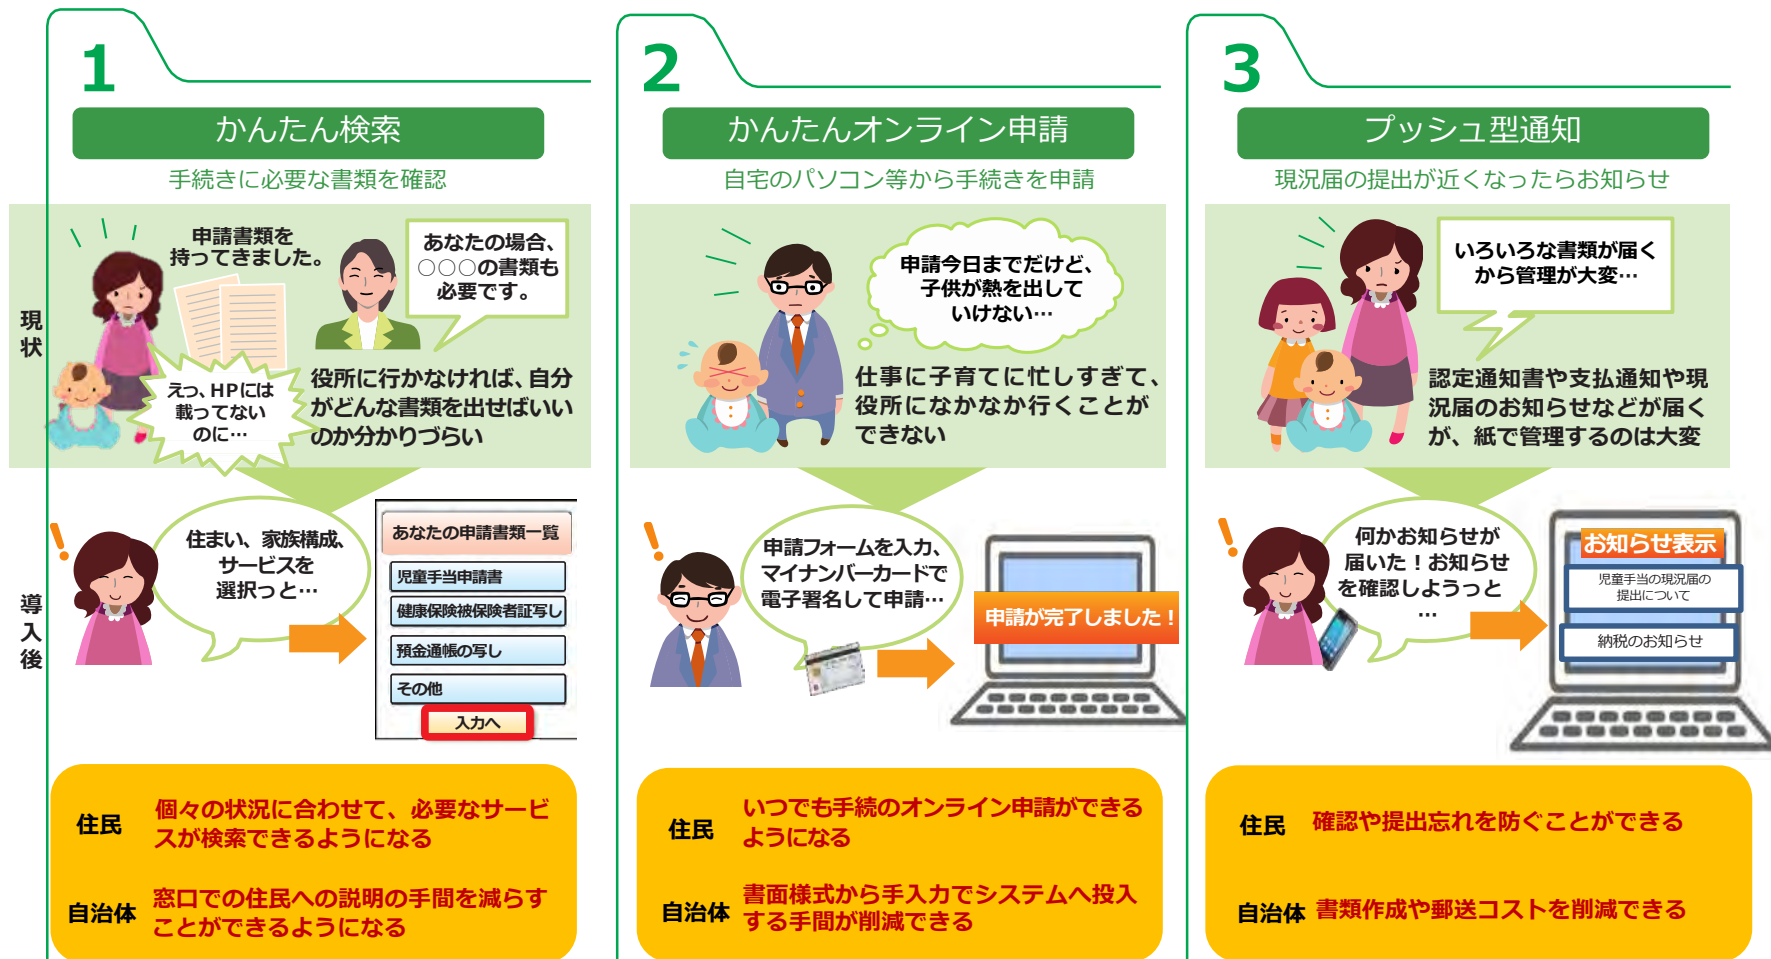 1
かんたん検索
手続きに必要な書類を確認
現状
申請書類を
持ってきました。
あなたの場合、
○○○の書類も
必要です。
えっ、HPには
載ってない
のに…
役所に行かなければ、自分
がどんな書類を出せばいい
のか分かりづらい
導入後
住まい、家族構成、
サービスを
選択っと…
あなたの申請書類一覧
児童手当申請書
健康保険被保険者証写し
預金通帳の写し
その他
入力へ
住民
個々の状況に合わせて、必要なサービ
スが検索できるようになる
自治体
窓口での住民への説明の手間を減らす
ことができるようになる
2
かんたんオンライン申請
自宅のパソコン等から手続きを申請
申請今日までだけど、
子供が熱を出して
いけない…
仕事に子育てに忙しすぎて、
役所になかなか行くことが
できない
申請フォームを入力、
マイナンバーカードで
電子署名して申請…
申請が完了しました！
住民
いつでも手続のオンライン申請ができる
ようになる
自治体
書面様式から手入力でシステムへ投入
する手間が削減できる
3
プッシュ型通知
現況届の提出が近くなったらお知らせ
いろいろな書類が届く
から管理が大変…
認定通知書や支払通知や現
況届のお知らせなどが届く
が、紙で管理するのは大変
何かお知らせが
届いた！お知らせ
を確認しようっと
…
お知らせ表示
児童手当の現況届の
提出について
納税のお知らせ
住民
確認や提出忘れを防ぐことができる
自治体
書類作成や郵送コストを削減できる